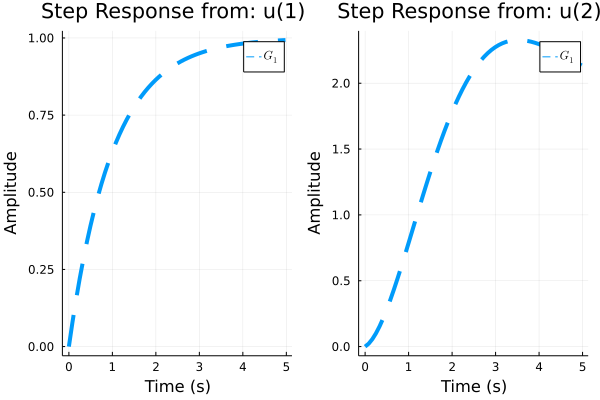 Step Response from: u(1)
Amplitude
1.00
0.75
0.50
0.25
0.00
0 1 2 3 4 5
Time (s)
G₁
Step Response from: u(2)
Amplitude
2.0
1.5
1.0
0.5
0.0
0 1 2 3 4 5
Time (s)
G₁